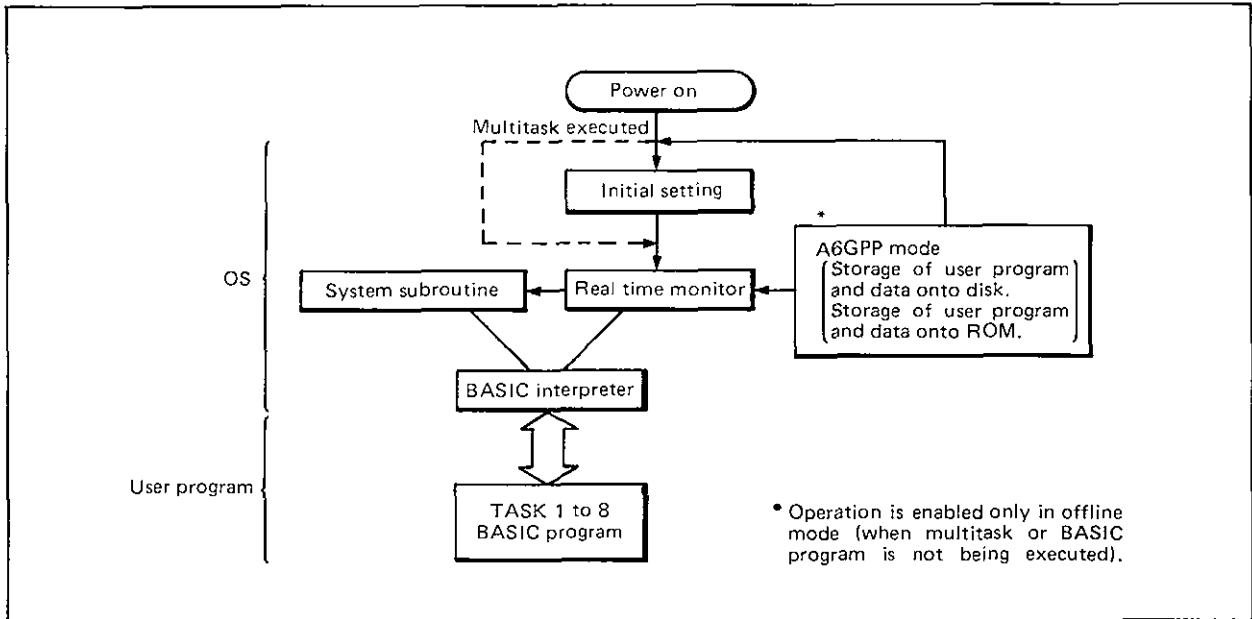 Power on
Multitask executed
Initial setting
*
A6GPP mode
Storage of user program
and data onto disk.
Storage of user program
and data onto ROM.
OS
System subroutine
Real time monitor
BASIC interpreter
User program
TASK 1 to 8
BASIC program
* Operation is enabled only in offline
mode (when multitask or BASIC
program is not being executed).